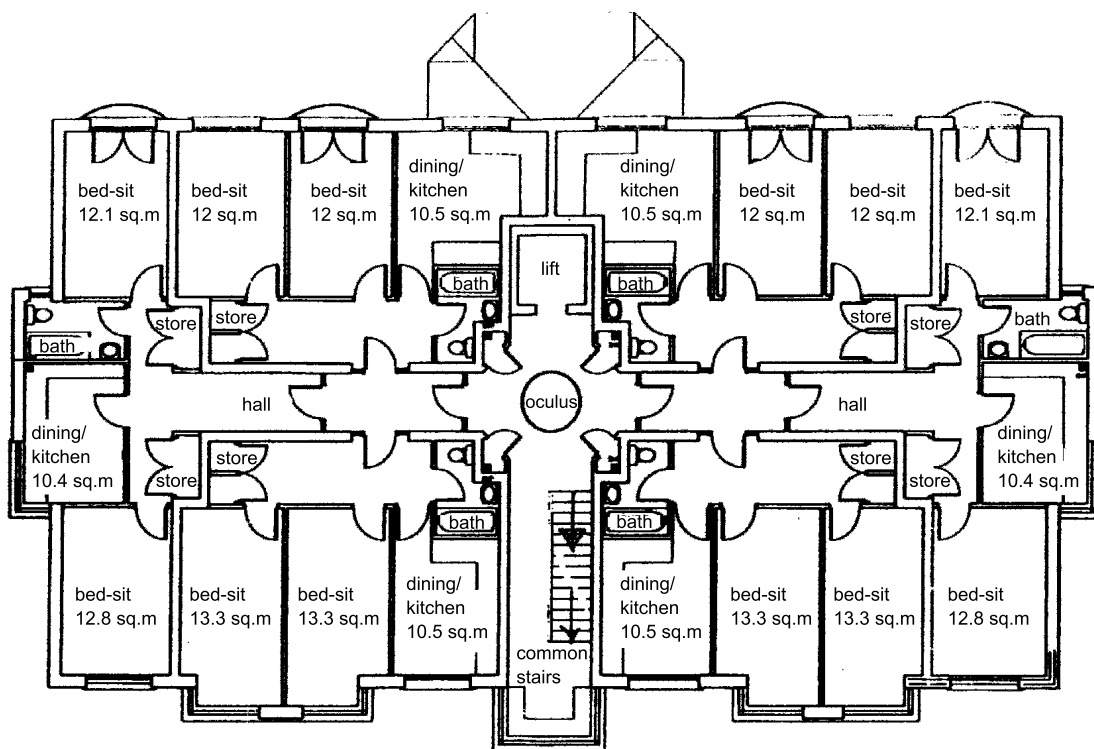 bed-sit
12.1 sq.m
bed-sit
12 sq.m
bed-sit
12 sq.m
dining/
kitchen
10.5 sq.m
dining/
kitchen
10.5 sq.m
bed-sit
12 sq.m
bed-sit
12 sq.m
bed-sit
12.1 sq.m
lift
bath
bath
store
store
store
store
bath
bath
hall
oculus
hall
dining/
kitchen
10.4 sq.m
store
store
store
store
dining/
kitchen
10.4 sq.m
bath
bath
bed-sit
12.8 sq.m
bed-sit
13.3 sq.m
bed-sit
13.3 sq.m
dining/
kitchen
10.5 sq.m
dining/
kitchen
10.5 sq.m
bed-sit
13.3 sq.m
bed-sit
13.3 sq.m
bed-sit
12.8 sq.m
common
stairs